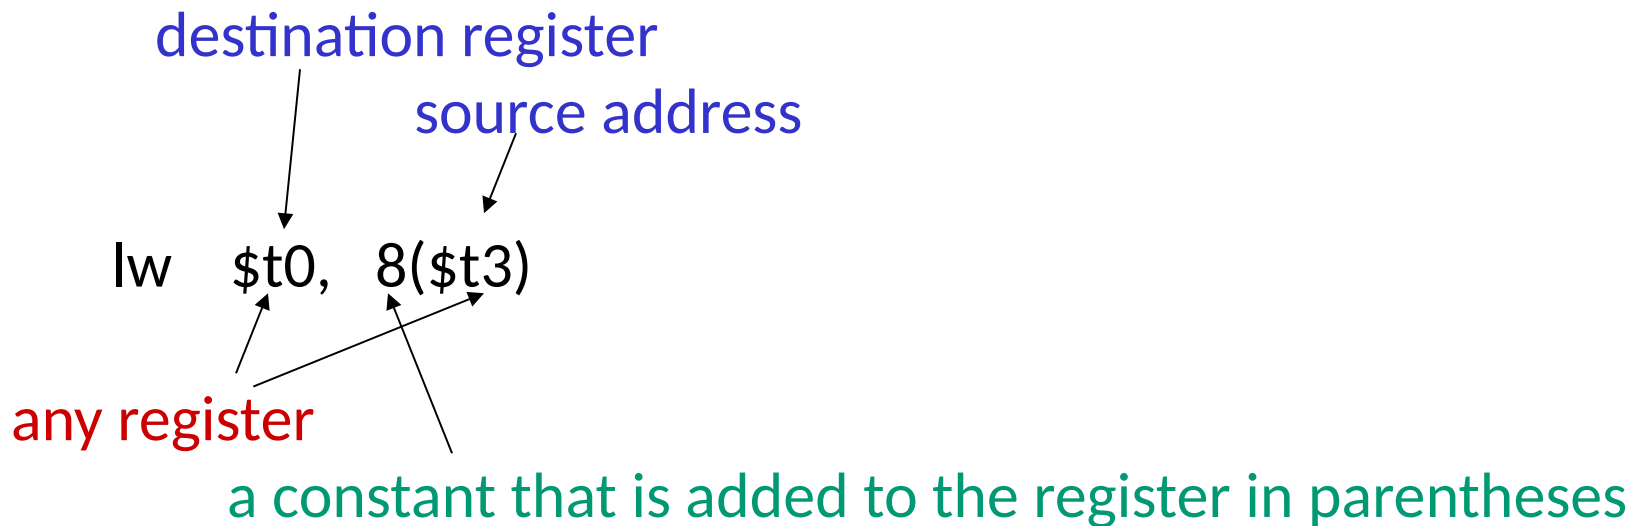 destination register
source address
lw $t0, 8($t3)
any register
a constant that is added to the register in parentheses